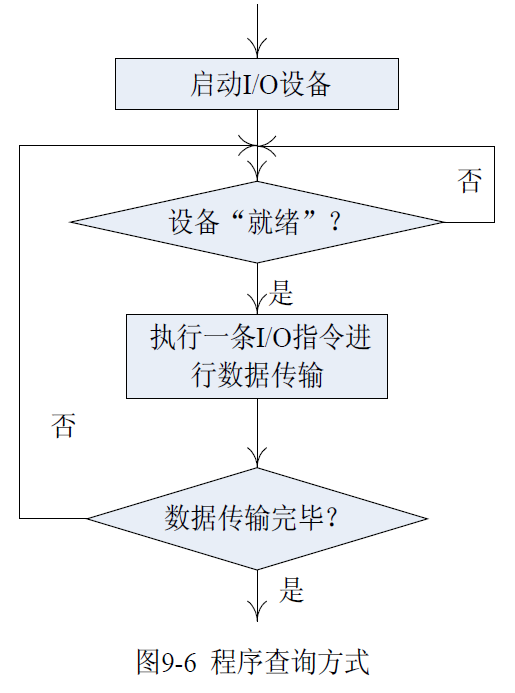 启动I/O设备
否
设备“就绪”？
是
执行一条I/O指令进
行数据传输
否
数据传输完毕？
是
图9-6 程序查询方式